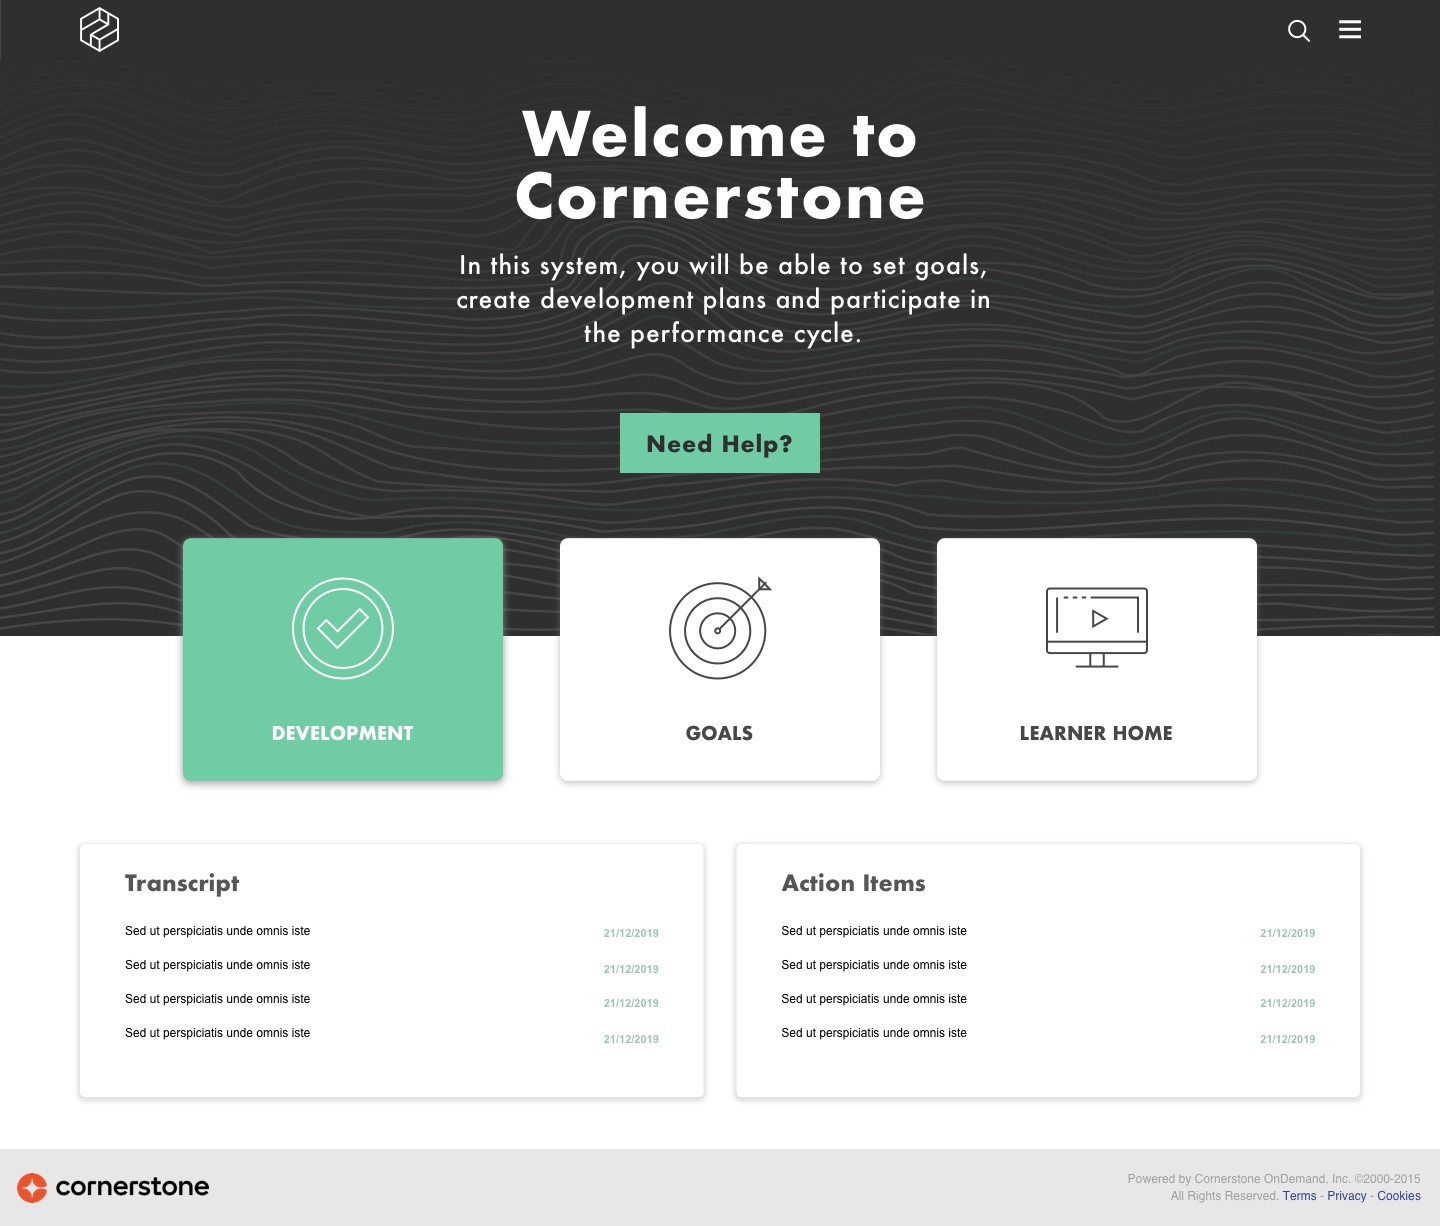 Welcome to
Cornerstone
In this system, you will be able to set goals,
create development plans and participate in
the performance cycle.
Need Help?
DEVELOPMENT
GOALS
LEARNER HOME
Transcript
Sed ut perspiciatis unde omnis iste 21/12/2019
Sed ut perspiciatis unde omnis iste 21/12/2019
Sed ut perspiciatis unde omnis iste 21/12/2019
Sed ut perspiciatis unde omnis iste 21/12/2019
Action Items
Sed ut perspiciatis unde omnis iste 21/12/2019
Sed ut perspiciatis unde omnis iste 21/12/2019
Sed ut perspiciatis unde omnis iste 21/12/2019
Sed ut perspiciatis unde omnis iste 21/12/2019
cornerstone
Powered by Cornerstone OnDemand, Inc. ©2000-2015
All Rights Reserved. Terms - Privacy - Cookies